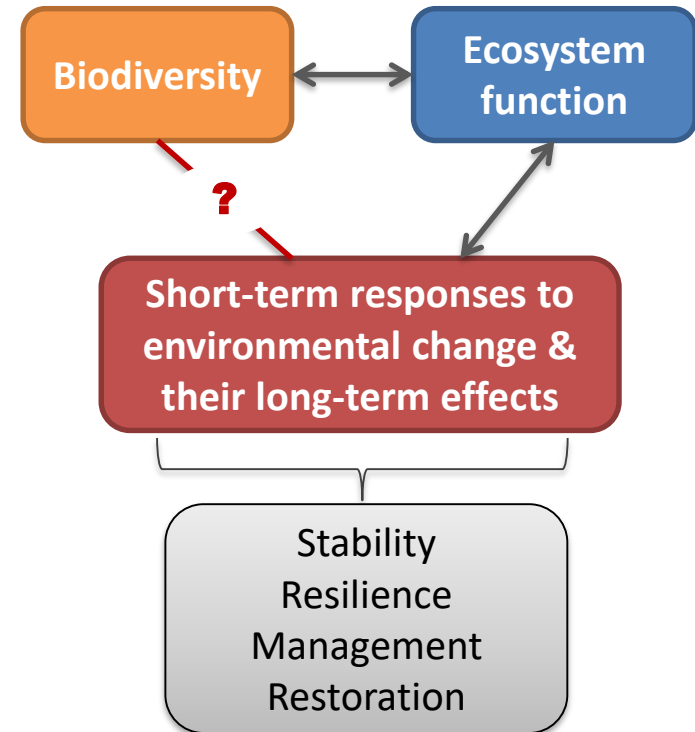 Biodiversity
Ecosystem
function
?
Short-term responses to
environmental change &
their long-term effects
Stability
Resilience
Management
Restoration